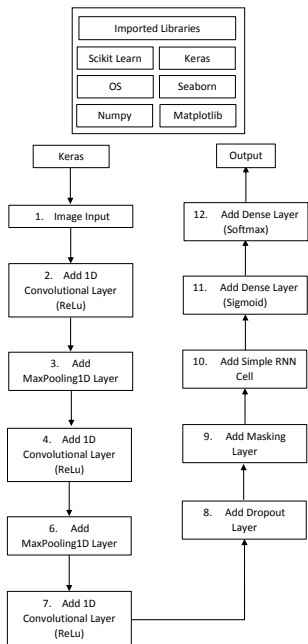 Imported Libraries
Scikit Learn
Keras
OS
Seaborn
Numpy
Matplotlib
Keras
1. Image Input
2. Add 1D
Convolutional Layer
(ReLu)
3. Add
MaxPooling1D Layer
4. Add 1D
Convolutional Layer
(ReLu)
6. Add
MaxPooling1D Layer
7. Add 1D
Convolutional Layer
(ReLu)
8. Add Dropout
Layer
9. Add Masking
Layer
10. Add Simple RNN
Cell
11. Add Dense Layer
(Sigmoid)
12. Add Dense Layer
(Softmax)
Output